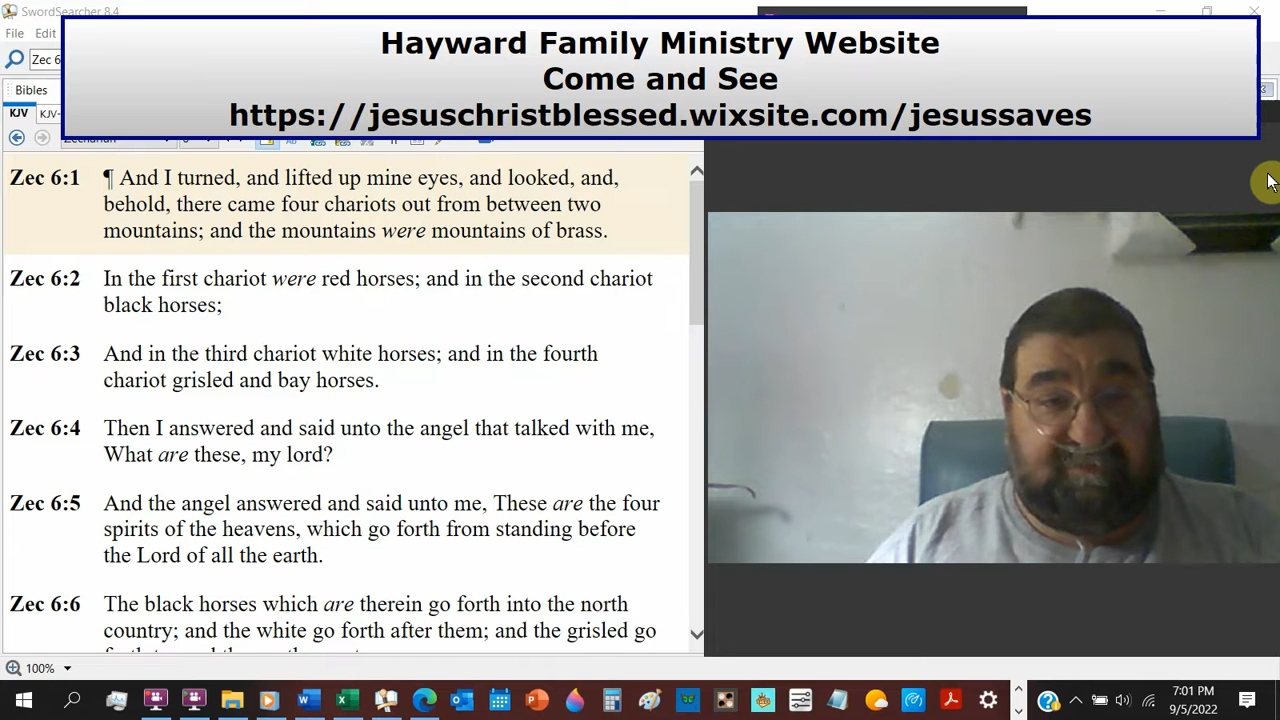 SwordSearcher 8.4
File Edit
Hayward Family Ministry Website
Come and See
https://jesuschristblessed.wixsite.com/jesussaves
Zec 6
Bibles
KJV KJV-
Zec 6:1 ¶ And I turned, and lifted up mine eyes, and looked, and,
behold, there came four chariots out from between two
mountains; and the mountains were mountains of brass.
Zec 6:2 In the first chariot were red horses; and in the second chariot
black horses;
Zec 6:3 And in the third chariot white horses; and in the fourth
chariot grisled and bay horses.
Zec 6:4 Then I answered and said unto the angel that talked with me,
What are these, my lord?
Zec 6:5 And the angel answered and said unto me, These are the four
spirits of the heavens, which go forth from standing before
the Lord of all the earth.
Zec 6:6 The black horses which are therein go forth into the north
country; and the white go forth after them; and the grisled go
100%
7:01 PM
9/5/2022